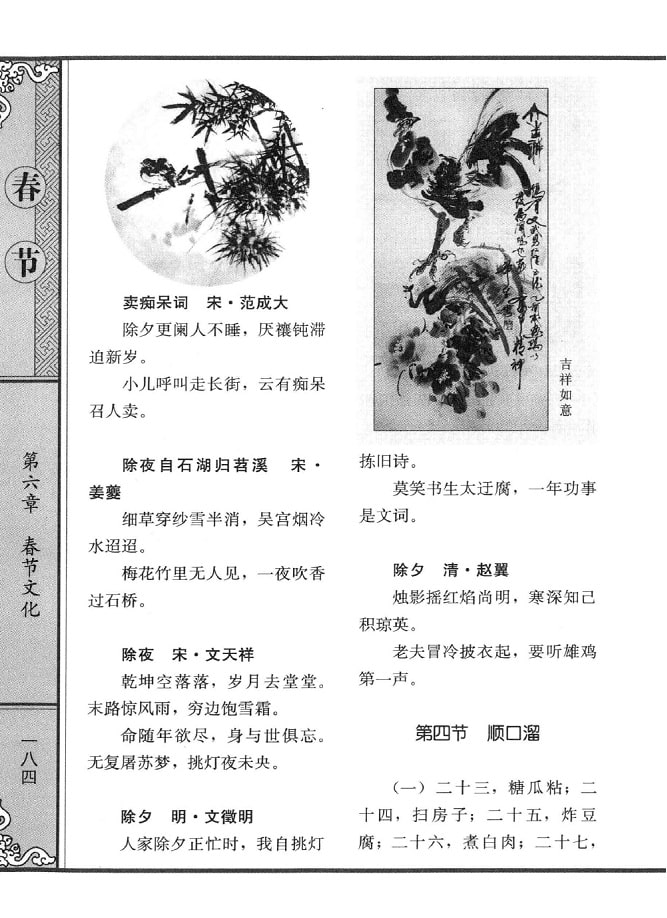 春节
第六章 春节文化
一八四
卖痴呆词 宋·范成大
除夕更阑人不睡，厌禳钝滞
迫新岁。
小儿呼叫走长街，云有痴呆
召人卖。
除夜自石湖归苕溪 宋·
姜夔
细草穿纱雪半消，吴宫烟冷
水迢迢。
梅花竹里无人见，一夜吹香
过石桥。
除夜 宋·文天祥
乾坤空落落，岁月去堂堂。
末路惊风雨，穷边饱雪霜。
命随年欲尽，身与世俱忘。
无复屠苏梦，挑灯夜未央。
除夕 明·文徵明
人家除夕正忙时，我自挑灯
吉祥如意
拣旧诗。
莫笑书生太迂腐，一年功事
是文词。
除夕 清·赵翼
烛影摇红焰尚明，寒深知己
积琼英。
老夫冒冷披衣起，要听雄鸡
第一声。
第四节 顺口溜
（一）二十三，糖瓜粘；二
十四，扫房子；二十五，炸豆
腐；二十六，煮白肉；二十七，